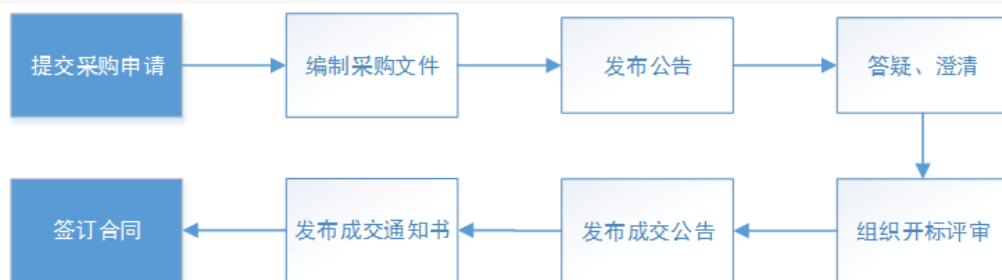 提交采购申请
编制采购文件
发布公告
答疑、澄清
组织开标评审
发布成交公告
发布成交通知书
签订合同